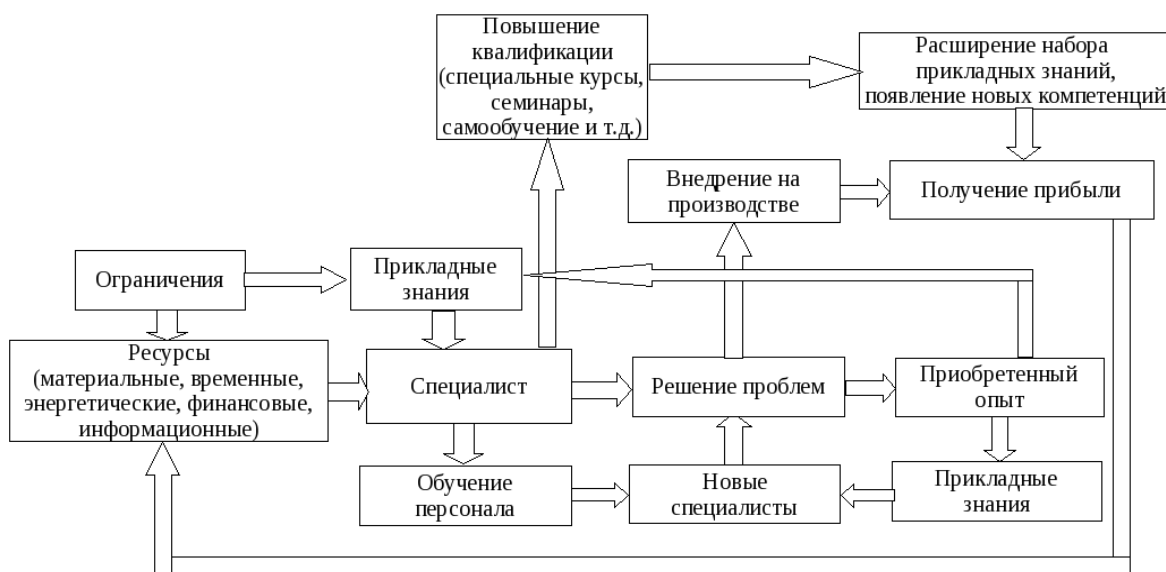 Повышение
квалификации
(специальные курсы,
семинары,
самообучение и т.д.)
Расширение набора
прикладных знаний,
появление новых компетенций
Внедрение на
производстве
Получение прибыли
Ограничения
Прикладные
знания
Ресурсы
(материальные, временные,
энергетические, финансовые,
информационные)
Специалист
Решение проблем
Приобретенный
опыт
Обучение
персонала
Новые
специалисты
Прикладные
знания